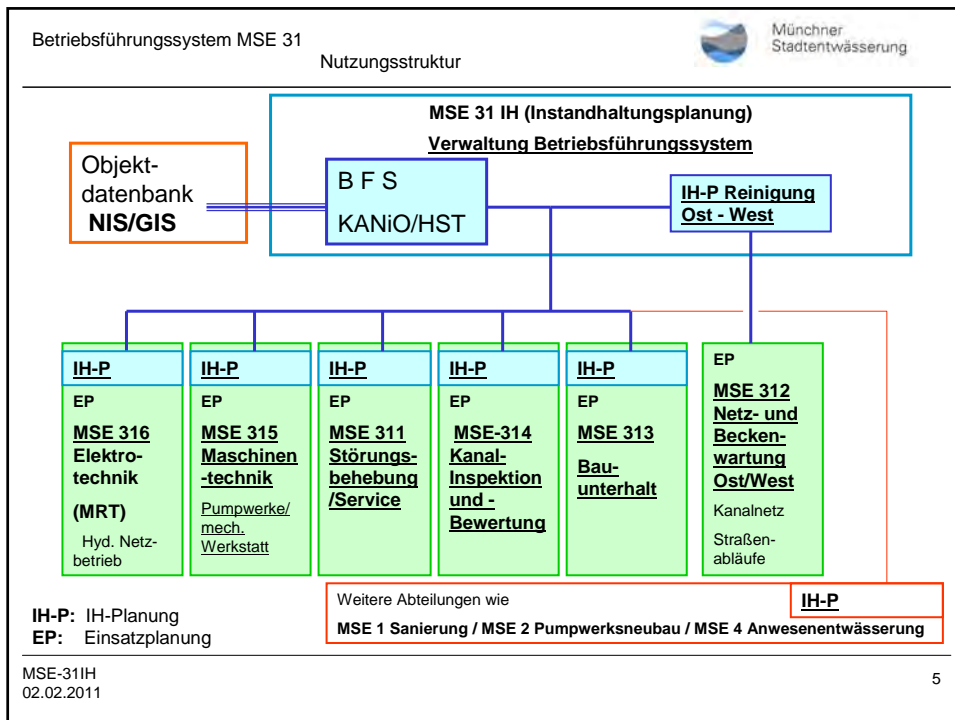 Betriebsführungssystem MSE 31
Nutzungsstruktur
Münchner
Stadtentwässerung
MSE 31 IH (Instandhaltungsplanung)
Verwaltung Betriebsführungssystem
Objekt-
datenbank
NIS/GIS
B F S
KANiO/HST
IH-P Reinigung
Ost - West
IH-P
EP
MSE 316
Elektro-
technik
(MRT)
Hyd. Netz-
betrieb
IH-P
EP
MSE 315
Maschinen
-technik
Pumpwerke/
mech.
Werkstatt
IH-P
EP
MSE 311
Störungs-
behebung
/Service
IH-P
EP
MSE-314
Kanal-
Inspektion
und -
Bewertung
IH-P
EP
MSE 313
Bau-
unterhalt
EP
MSE 312
Netz- und
Becken-
wartung
Ost/West
Kanalnetz
Straßen-
abläufe
IH-P: IH-Planung
EP: Einsatzplanung
Weitere Abteilungen wie
IH-P
MSE 1 Sanierung / MSE 2 Pumpwerksneubau / MSE 4 Anwesenentwässerung
MSE-31IH
02.02.2011
5